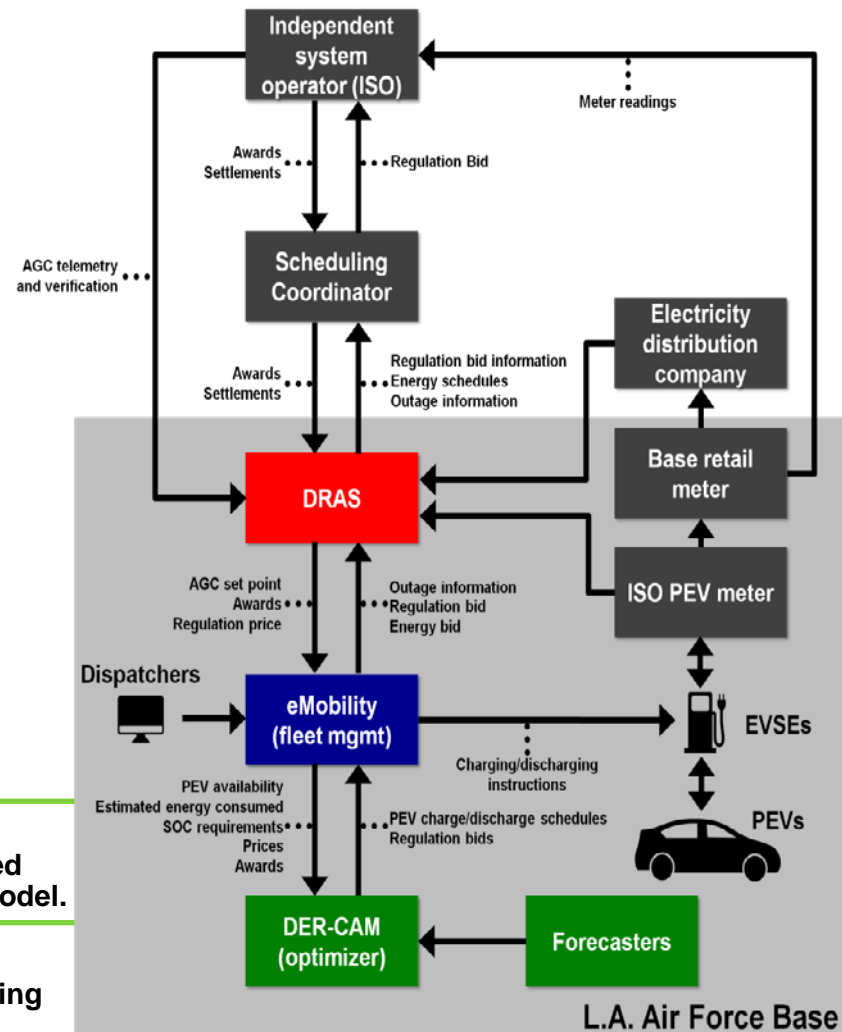 Independent
system
operator (ISO)
Meter readings
Awards
Settlements
Regulation Bid
AGC telemetry
and verification
Scheduling
Coordinator
Electricity
distribution
company
Awards
Settlements
Regulation bid information
Energy schedules
Outage information
Base retail
meter
DRAS
ISO PEV meter
AGC set point
Awards
Regulation price
Outage information
Regulation bid
Energy bid
Dispatchers
eMobility
(fleet mgmt)
EVSEs
Charging/discharging
instructions
PEV availability
Estimated energy consumed
SOC requirements
Prices
Awards
PEV charge/discharge schedules
Regulation bids
PEVs
ed
odel.
DER-CAM
(optimizer)
Forecasters
ing
L.A. Air Force Base